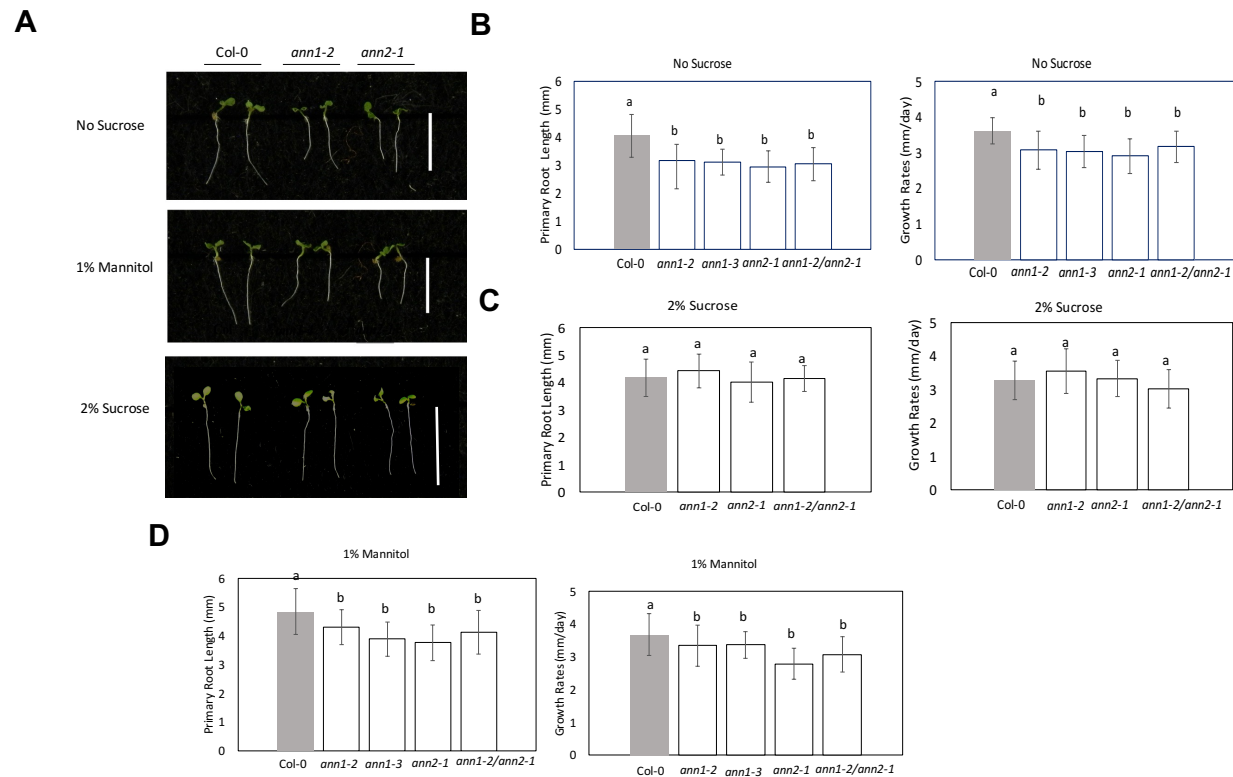 A
Col-0 ann1-2 ann2-1
No Sucrose
1% Mannitol
2% Sucrose
B
No Sucrose
Primary Root Length (mm)
6
5
4
3
2
1
0
a
b
b
b
b
Col-0 ann1-2 ann1-3 ann2-1 ann1-2/ann2-1
No Sucrose
Growth Rates (mm/day)
5
4
3
2
1
0
a
b
b
b
b
Col-0 ann1-2 ann1-3 ann2-1 ann1-2/ann2-1
C
2% Sucrose
Primary Root Length (mm)
6
5
4
3
2
1
0
a
a
a
a
Col-0 ann1-2 ann2-1 ann1-2/ann2-1
2% Sucrose
Growth Rates (mm/day)
5
4
3
2
1
0
a
a
a
a
Col-0 ann1-2 ann2-1 ann1-2/ann2-1
D
1% Mannitol
Primary Root Length (mm)
6
5
4
3
2
1
0
a
b
b
b
b
Col-0 ann1-2 ann1-3 ann2-1 ann1-2/ann2-1
1% Mannitol
Growth Rates (mm/day)
5
4
3
2
1
0
a
b
b
b
b
Col-0 ann1-2 ann1-3 ann2-1 ann1-2/ann2-1